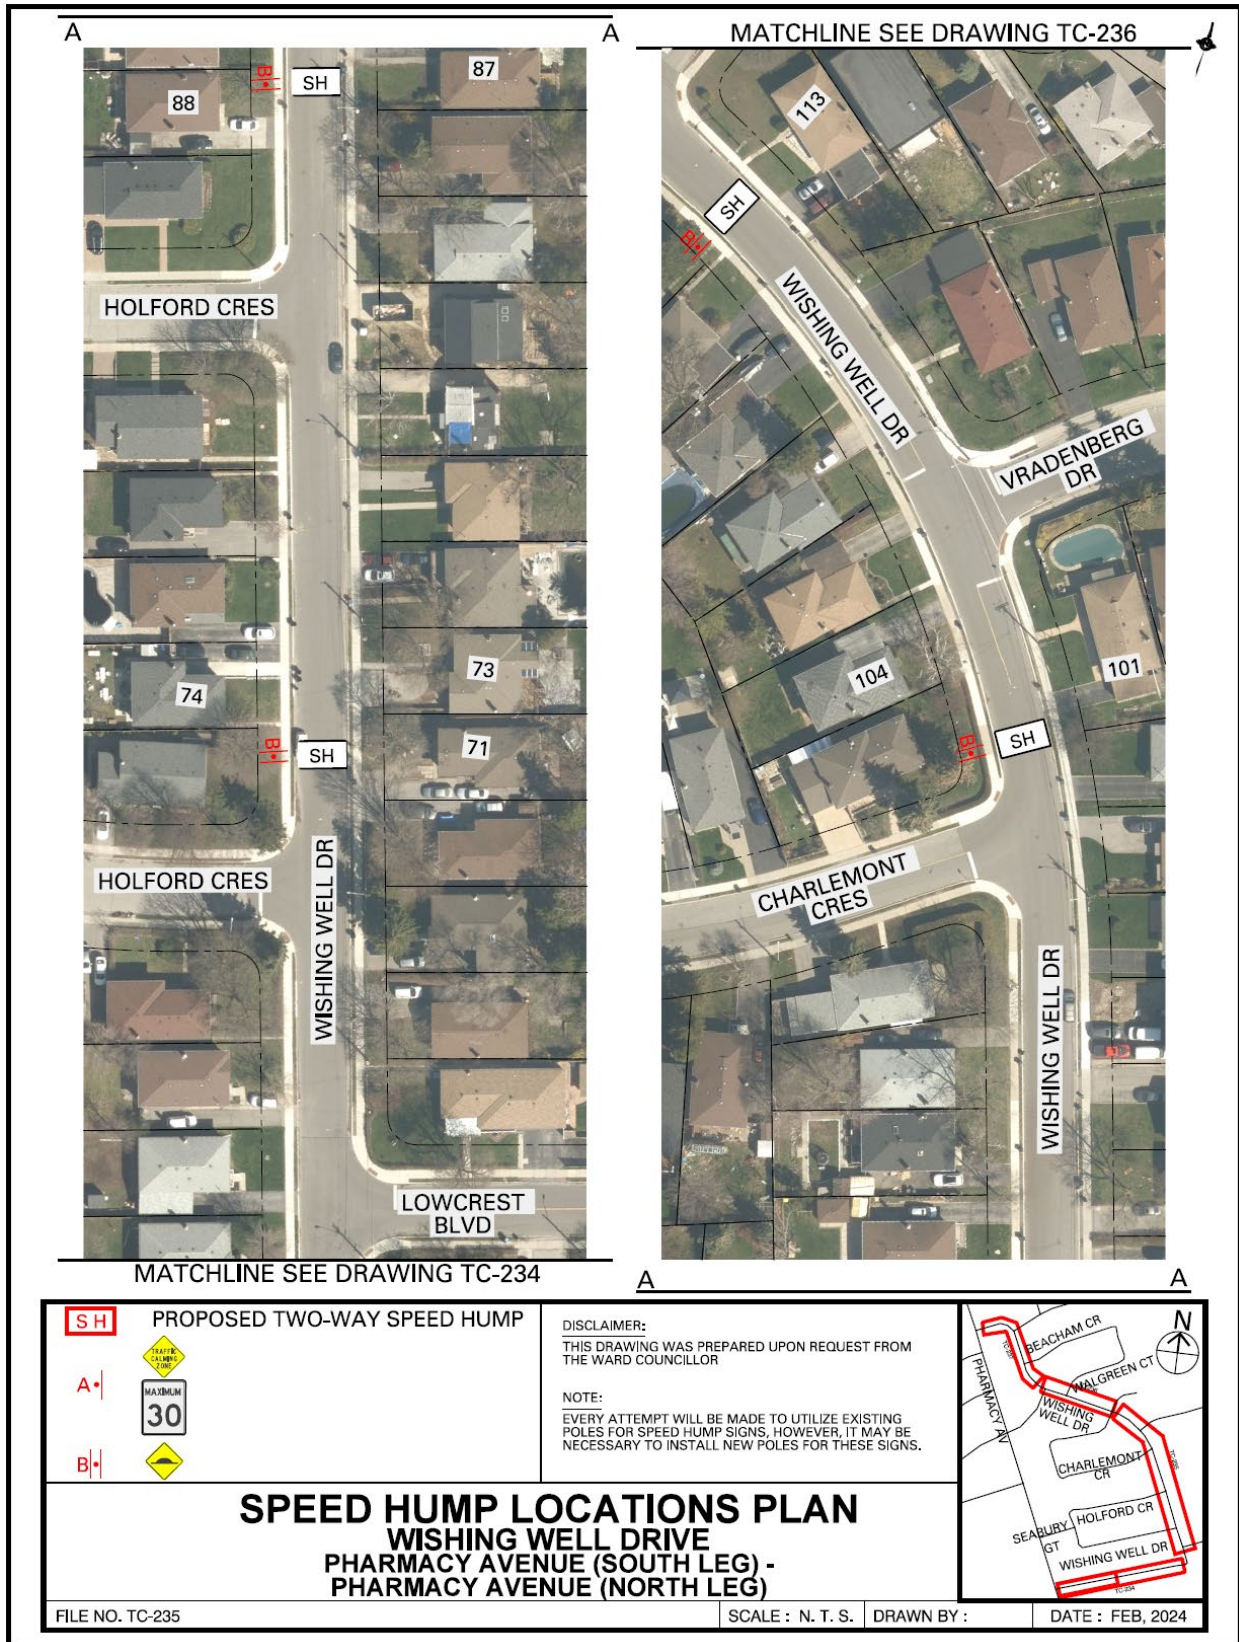 A
A
88
B
SH
87
HOLFORD CRES
73
74
B
SH
71
HOLFORD CRES
WISHING WELL DR
LOWCREST
BLVD
MATCHLINE SEE DRAWING TC-234
MATCHLINE SEE DRAWING TC-236
113
SH
B
WISHING WELL DR
VRADENBERG
DR
104
101
B
SH
CHARLEMONT
CRES
WISHING WELL DR
A
A
SH
PROPOSED TWO-WAY SPEED HUMP
TRAFFIC
CALMING
ZONE
A
MAXIMUM
30
B
DISCLAIMER:
THIS DRAWING WAS PREPARED UPON REQUEST FROM
THE WARD COUNCILLOR
NOTE:
EVERY ATTEMPT WILL BE MADE TO UTILIZE EXISTING
POLES FOR SPEED HUMP SIGNS, HOWEVER, IT MAY BE
NECESSARY TO INSTALL NEW POLES FOR THESE SIGNS.
N
BEACHAM CR
WALGREEN CT
PHARMACY AV
WISHING
WELL DR
CHARLEMONT
CR
HOLFORD CR
SEABURY
GT
WISHING WELL DR
TC-234
SPEED HUMP LOCATIONS PLAN
WISHING WELL DRIVE
PHARMACY AVENUE (SOUTH LEG) -
PHARMACY AVENUE (NORTH LEG)
FILE NO. TC-235
SCALE : N. T. S.
DRAWN BY :
DATE : FEB, 2024